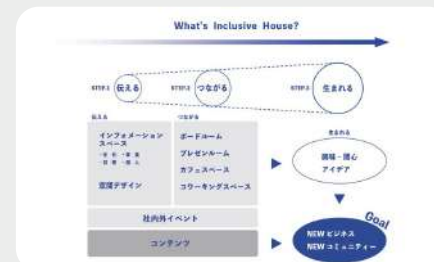 What's Inclusive House?
STEP.1 伝える
STEP.2 つながる
STEP.3 生まれる
伝える
インフォメーション
スペース
空間デザイン
つながる
ボードルーム
プレゼンルーム
カフェスペース
コワーキングスペース
社内外イベント
コンテンツ
生まれる
興味・関心
アイデア
Goal
NEW ビジネス
NEW コミュニティー